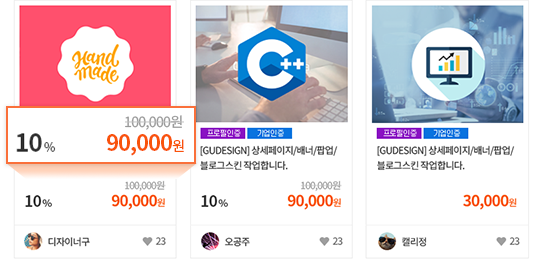 Hand
made
10%
100,000원
90,000원
100,000원
10%
90,000원
디자이너구
23
C++
프로필인증
기업인증
[GUDESIGN] 상세페이지/배너/팝업/
블로그스킨 작업합니다.
100,000원
10%
90,000원
오공주
23
프로필인증
기업인증
[GUDESIGN] 상세페이지/배너/팝업/
블로그스킨 작업합니다.
30,000원
캘리정
23